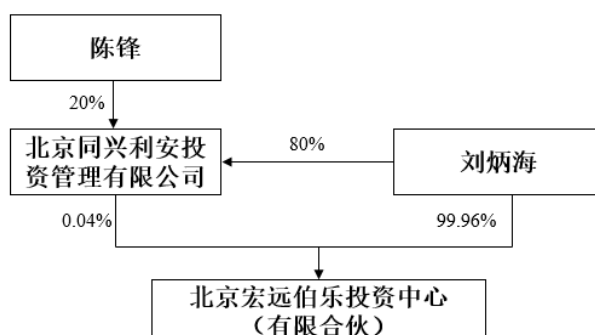 陈锋
20%
北京同兴利安投
资管理有限公司
80%
刘炳海
0.04%
99.96%
北京宏远伯乐投资中心
（有限合伙）